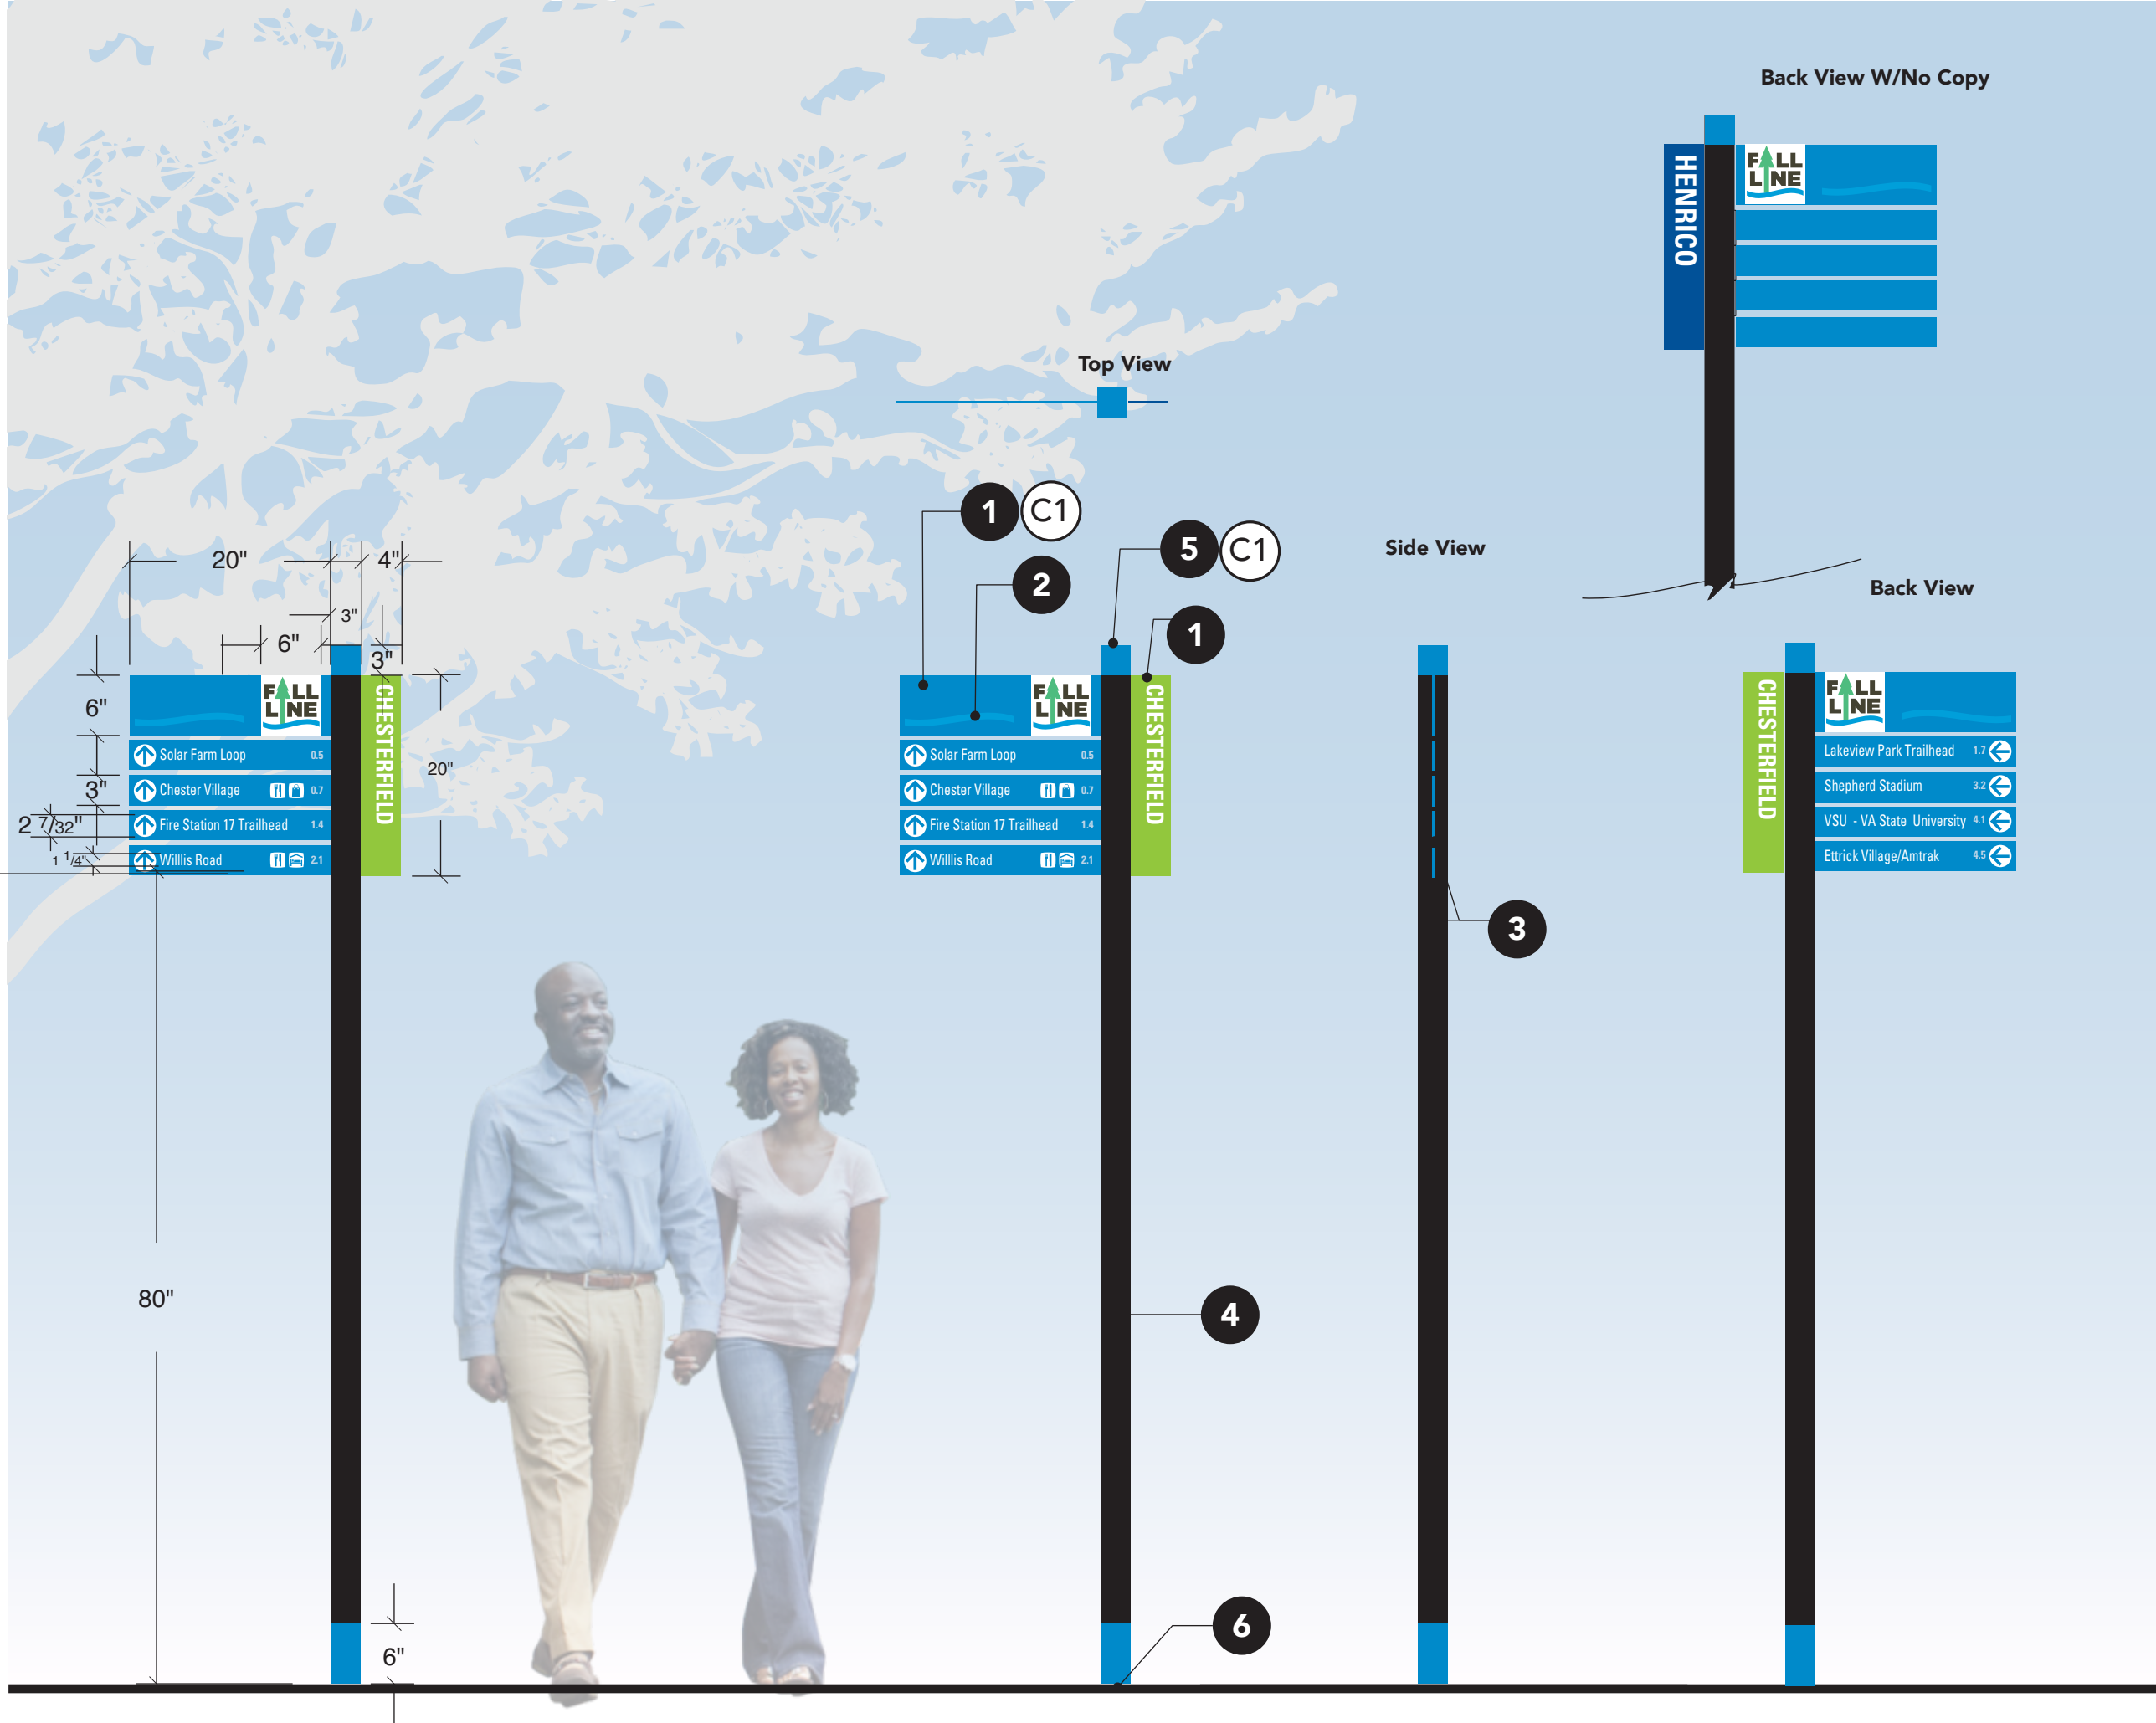 Back View W/No Copy
HENRICO
FALL
LINE
Top View
1 C1
5 C1
2
1
Side View
Back View
20"
4"
3"
6"
3"
6"
3"
2 7/32"
1 1/4"
20"
80"
6"
FALL
LINE
CHESTERFIELD
Solar Farm Loop 0.5
Chester Village 0.7
Fire Station 17 Trailhead 1.4
Willlis Road 2.1
FALL
LINE
CHESTERFIELD
Solar Farm Loop 0.5
Chester Village 0.7
Fire Station 17 Trailhead 1.4
Willlis Road 2.1
3
4
6
CHESTERFIELD
FALL
LINE
Lakeview Park Trailhead 1.7
Shepherd Stadium 3.2
VSU - VA State University 4.1
Ettrick Village/Amtrak 4.5